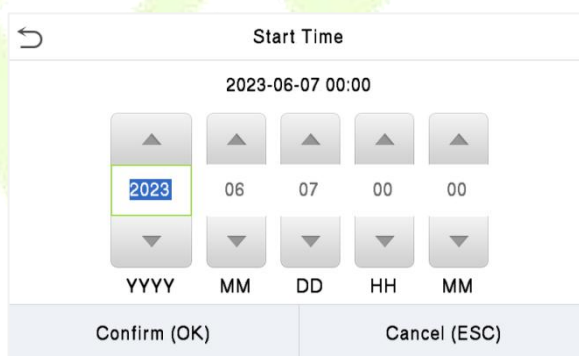 Start Time
2023-06-07 00:00
2023 06 07 00 00
YYYY MM DD HH MM
Confirm (OK) Cancel (ESC)